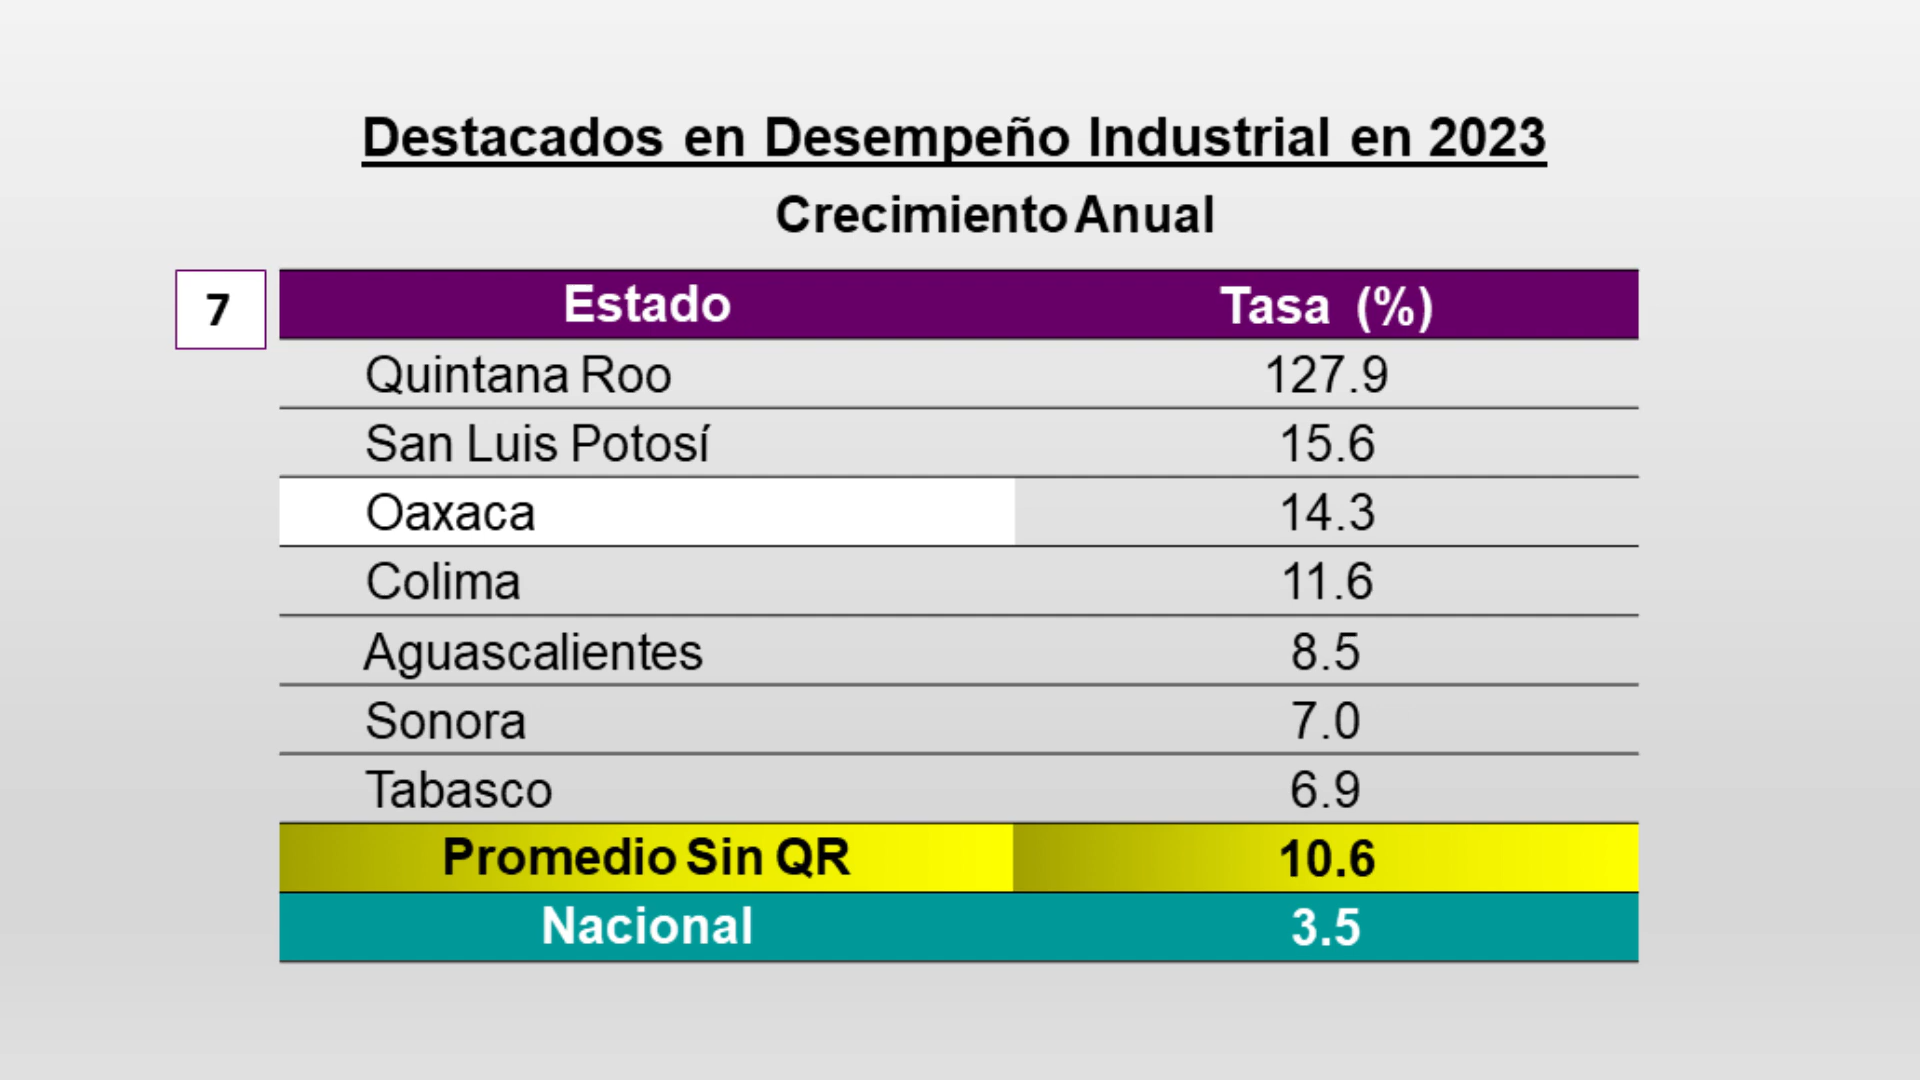 Destacados en Desempeño Industrial en 2023
Crecimiento Anual
7
Estado Tasa (%)
Quintana Roo 127.9
San Luis Potosí 15.6
Oaxaca 14.3
Colima 11.6
Aguascalientes 8.5
Sonora 7.0
Tabasco 6.9
Promedio Sin QR 10.6
Nacional 3.5